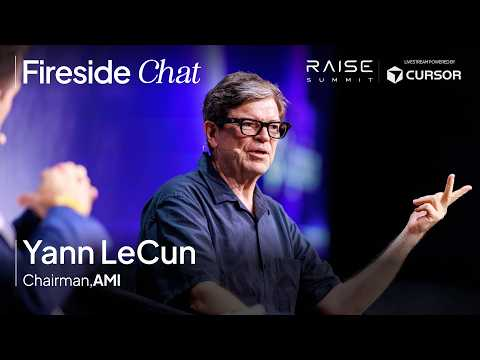 Fireside Chat
RAISE
SUMMIT
LIVESTREAM POWERED BY
CURSOR
Yann LeCun
Chairman,AMI